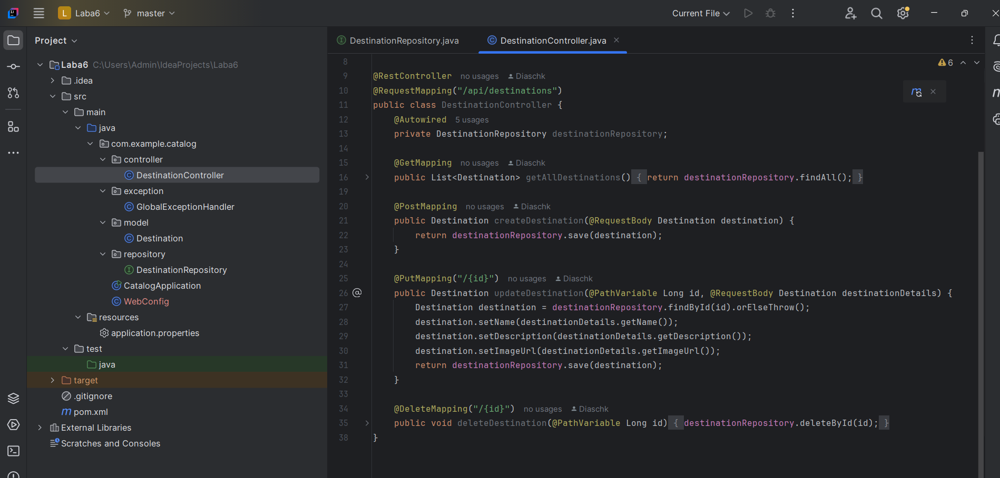 L Laba6 master Current File
Project
Laba6 C:\Users\Admin\IdeaProjects\Laba6
.idea
src
main
java
com.example.catalog
controller
DestinationController
exception
GlobalExceptionHandler
model
Destination
repository
DestinationRepository
CatalogApplication
WebConfig
resources
application.properties
test
java
target
.gitignore
pom.xml
External Libraries
Scratches and Consoles
DestinationRepository.java DestinationController.java
6
8
9 @RestController no usages Diaschk
10 @RequestMapping("/api/destinations")
11 public class DestinationController {
12 @Autowired 5 usages
13 private DestinationRepository destinationRepository;
14
15 @GetMapping no usages Diaschk
16 public List<Destination> getAllDestinations() { return destinationRepository.findAll(); }
19
20 @PostMapping no usages Diaschk
21 public Destination createDestination(@RequestBody Destination destination) {
22 return destinationRepository.save(destination);
23 }
24
25 @PutMapping("/{id}") no usages Diaschk
26 public Destination updateDestination(@PathVariable Long id, @RequestBody Destination destinationDetails) {
27 Destination destination = destinationRepository.findById(id).orElseThrow();
28 destination.setName(destinationDetails.getName());
29 destination.setDescription(destinationDetails.getDescription());
30 destination.setImageUrl(destinationDetails.getImageUrl());
31 return destinationRepository.save(destination);
32 }
33
34 @DeleteMapping("/{id}") no usages Diaschk
35 public void deleteDestination(@PathVariable Long id) { destinationRepository.deleteById(id); }
38 }